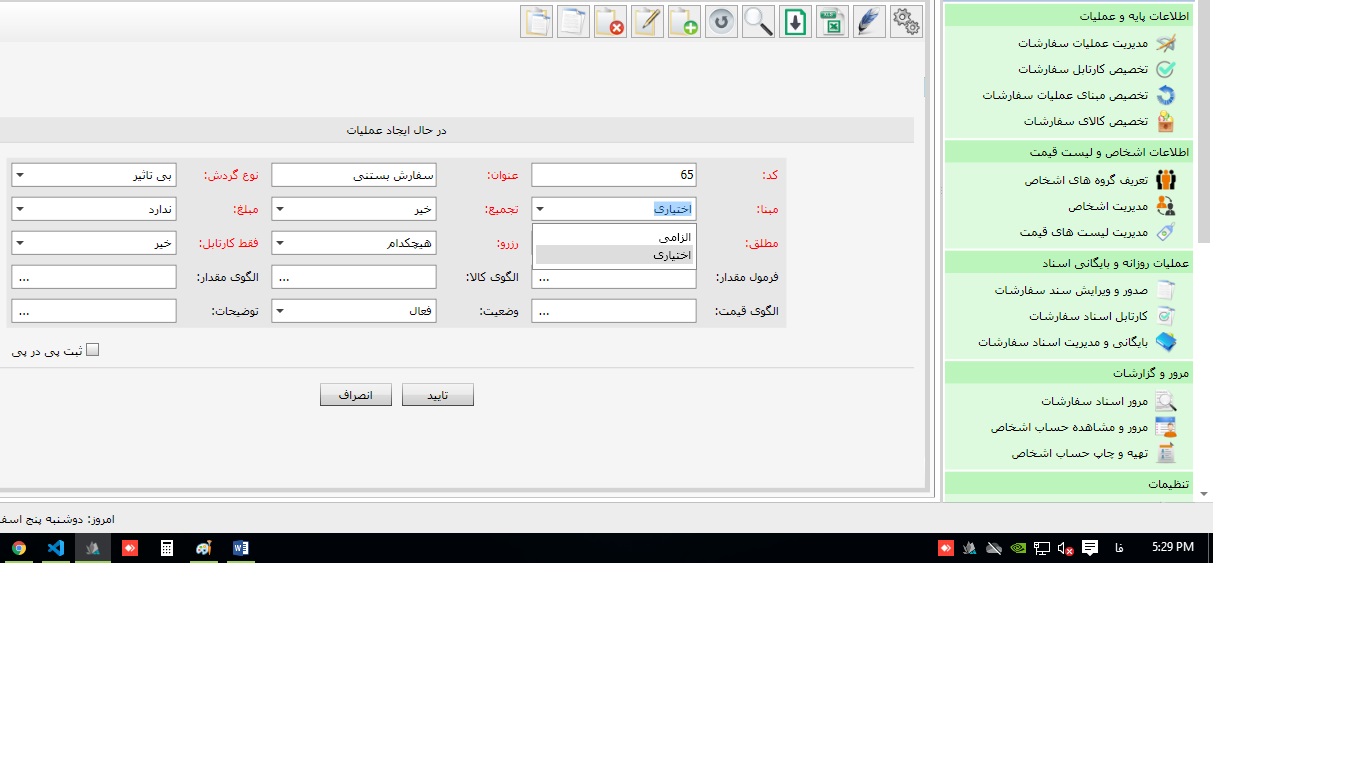 اطلاعات پایه و عملیات
مدیریت عملیات سفارشات
تخصیص کارتابل سفارشات
تخصیص مبنای عملیات سفارشات
تخصیص کالای سفارشات
اطلاعات اشخاص و لیست قیمت
تعریف گروه های اشخاص
مدیریت اشخاص
مدیریت لیست های قیمت
عملیات روزانه و بایگانی اسناد
صدور و ویرایش سند سفارشات
کارتابل اسناد سفارشات
بایگانی و مدیریت اسناد سفارشات
مرور و گزارشات
مرور اسناد سفارشات
مرور و مشاهده حساب اشخاص
تهیه و چاپ حساب اشخاص
تنظیمات
در حال ایجاد عملیات
کد: 65 عنوان: سفارش بستنی نوع گردش: بی تاثیر
مبنا: اختیاری تجمیع: خیر مبلغ: ندارد
الزامی
اختیاری
مطلق: رزرو: هیچکدام فقط کارتابل: خیر
فرمول مقدار: ... الگوی کالا: ... الگوی مقدار: ...
الگوی قیمت: ... وضعیت: فعال توضیحات: ...
ثبت پی در پی
تایید انصراف
امروز: دوشنبه پنج اسف
فا 5:29 PM